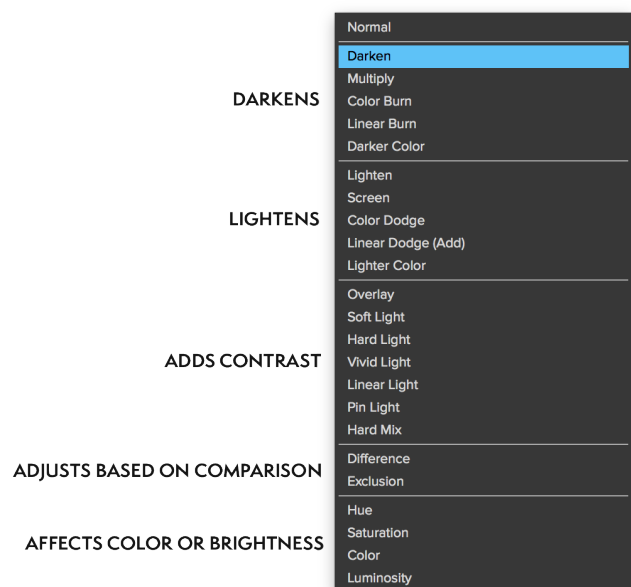 Normal
Darken
Multiply
DARKENS
Color Burn
Linear Burn
Darker Color
Lighten
Screen
LIGHTENS
Color Dodge
Linear Dodge (Add)
Lighter Color
Overlay
Soft Light
Hard Light
ADDS CONTRAST
Vivid Light
Linear Light
Pin Light
Hard Mix
Difference
ADJUSTS BASED ON COMPARISON
Exclusion
Hue
Saturation
AFFECTS COLOR OR BRIGHTNESS
Color
Luminosity